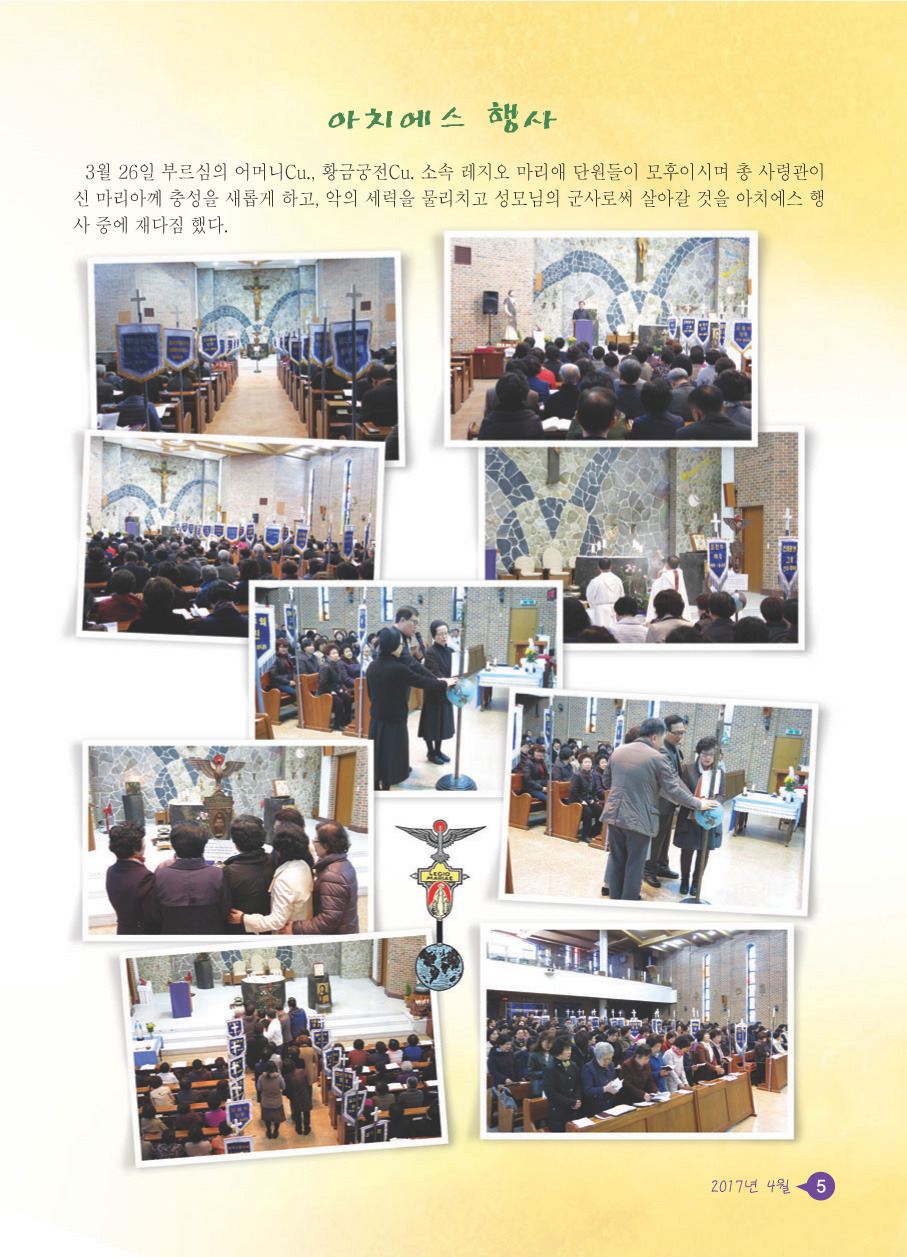 아치에스 행사
3월 26일 부르심의 어머니Cu., 황금궁전Cu. 소속 레지오 마리애 단원들이 모후이시며 총 사령관이
신 마리아께 충성을 새롭게 하고, 악의 세력을 물리치고 성모님의 군사로써 살아갈 것을 아치에스 행
사 중에 재다짐 했다.
LEGIO
MARIAE
2017년 4월 5